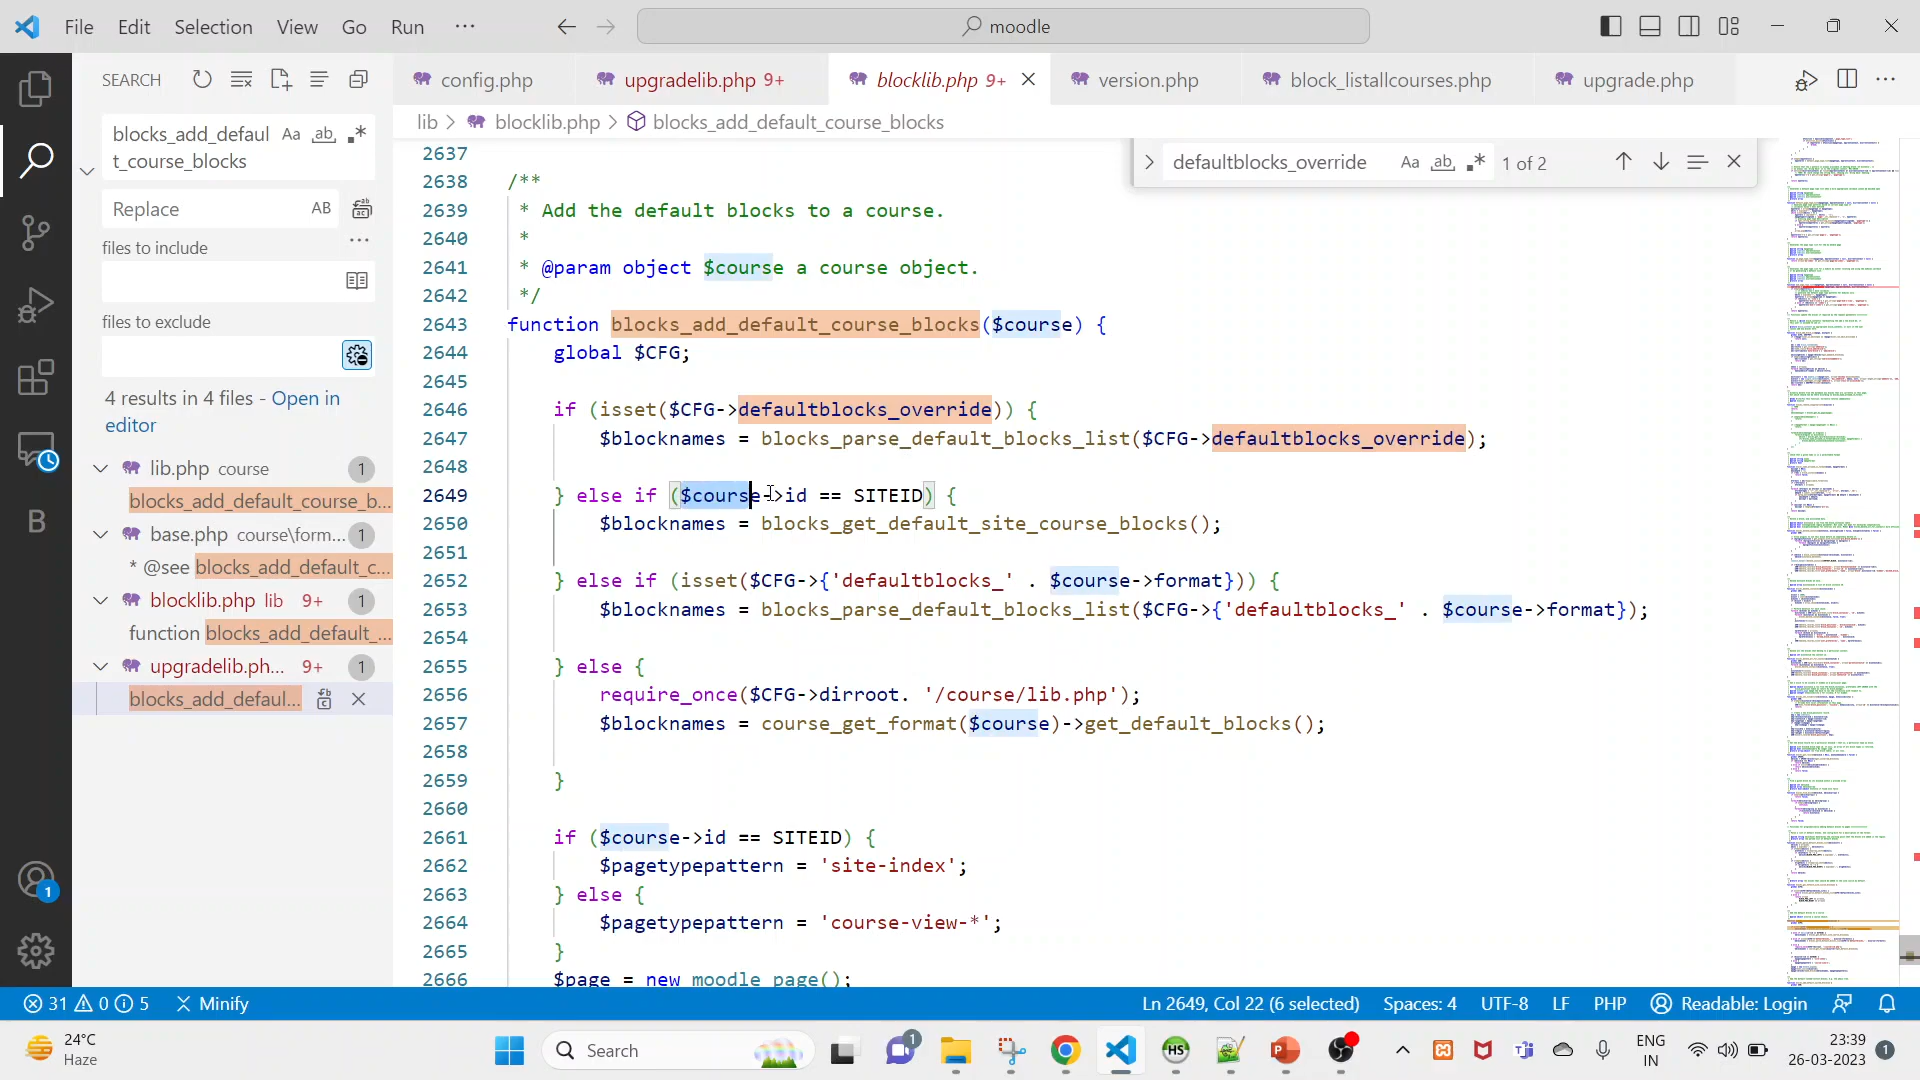 File Edit Selection View Go Run ···
moodle
SEARCH
config.php
upgradelib.php 9+
blocklib.php 9+
version.php
block_listallcourses.php
upgrade.php
blocks_add_defaul
t_course_blocks
Aa ab
Replace
AB
files to include
files to exclude
4 results in 4 files - Open in
editor
lib.php course 1
blocks_add_default_course_b...
base.php course\form... 1
* @see blocks_add_default_c...
blocklib.php lib 9+ 1
function blocks_add_default_...
upgradelib.ph... 9+ 1
blocks_add_defaul...
lib > blocklib.php > blocks_add_default_course_blocks
defaultblocks_override Aa ab 1 of 2
2637
2638 /**
2639 * Add the default blocks to a course.
2640 *
2641 * @param object $course a course object.
2642 */
2643 function blocks_add_default_course_blocks($course) {
2644 global $CFG;
2645
2646 if (isset($CFG->defaultblocks_override)) {
2647 $blocknames = blocks_parse_default_blocks_list($CFG->defaultblocks_override);
2648
2649 } else if ($course->id == SITEID) {
2650 $blocknames = blocks_get_default_site_course_blocks();
2651
2652 } else if (isset($CFG->{'defaultblocks_' . $course->format})) {
2653 $blocknames = blocks_parse_default_blocks_list($CFG->{'defaultblocks_' . $course->format});
2654
2655 } else {
2656 require_once($CFG->dirroot. '/course/lib.php');
2657 $blocknames = course_get_format($course)->get_default_blocks();
2658
2659 }
2660
2661 if ($course->id == SITEID) {
2662 $pagetypepattern = 'site-index';
2663 } else {
2664 $pagetypepattern = 'course-view-*';
2665 }
2666 $page = new moodle_page();
B
1
31 0 5 Minify
Ln 2649, Col 22 (6 selected) Spaces: 4 UTF-8 LF PHP Readable: Login
24°C
Haze
Search
1
HS
ENG
IN
23:39
26-03-2023
1